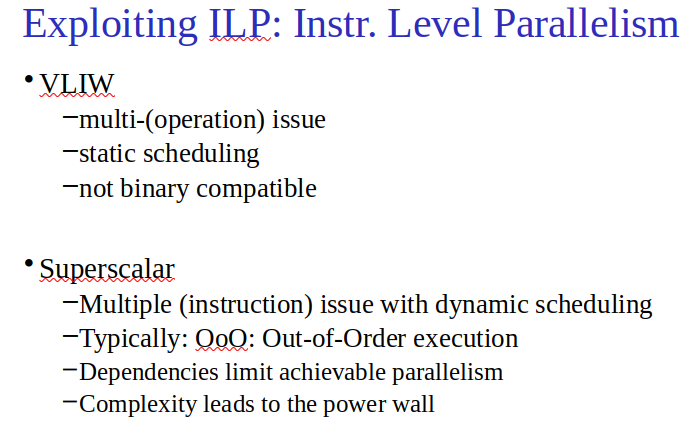 Exploiting ILP: Instr. Level Parallelism
• VLIW
–multi-(operation) issue
–static scheduling
–not binary compatible
• Superscalar
–Multiple (instruction) issue with dynamic scheduling
–Typically: OoO: Out-of-Order execution
–Dependencies limit achievable parallelism
–Complexity leads to the power wall